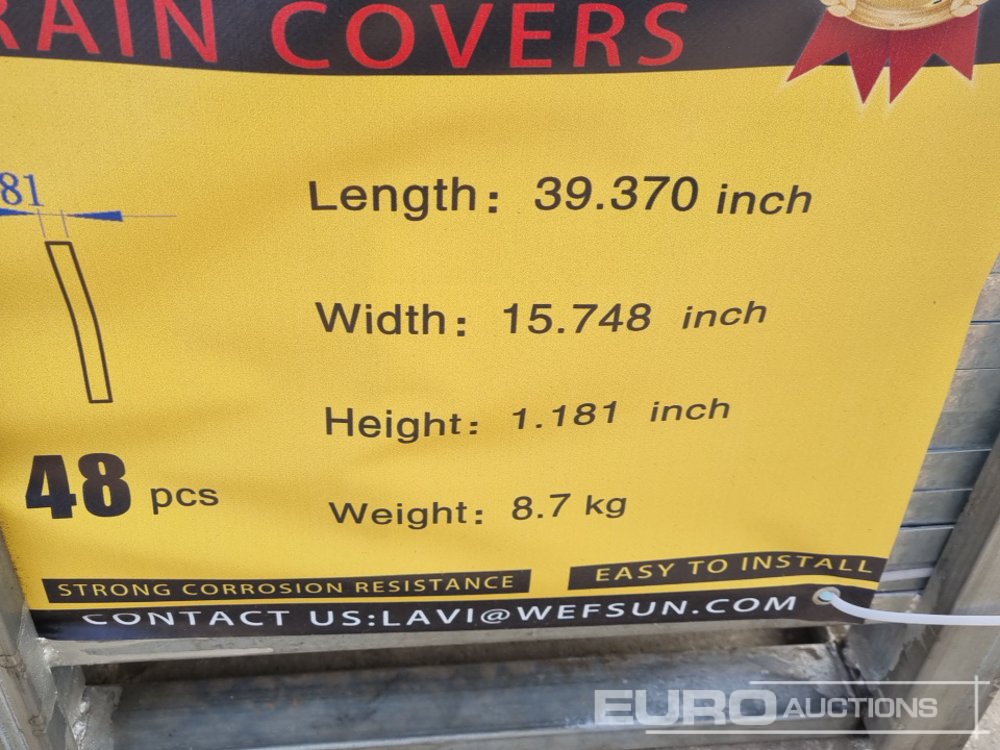 RAIN COVERS
81
Length: 39.370 inch
Width: 15.748 inch
Height: 1.181 inch
48 pcs
Weight: 8.7 kg
STRONG CORROSION RESISTANCE
EASY TO INSTALL
CONTACT US:LAVI@WEFSUN.COM
EURO AUCTIONS